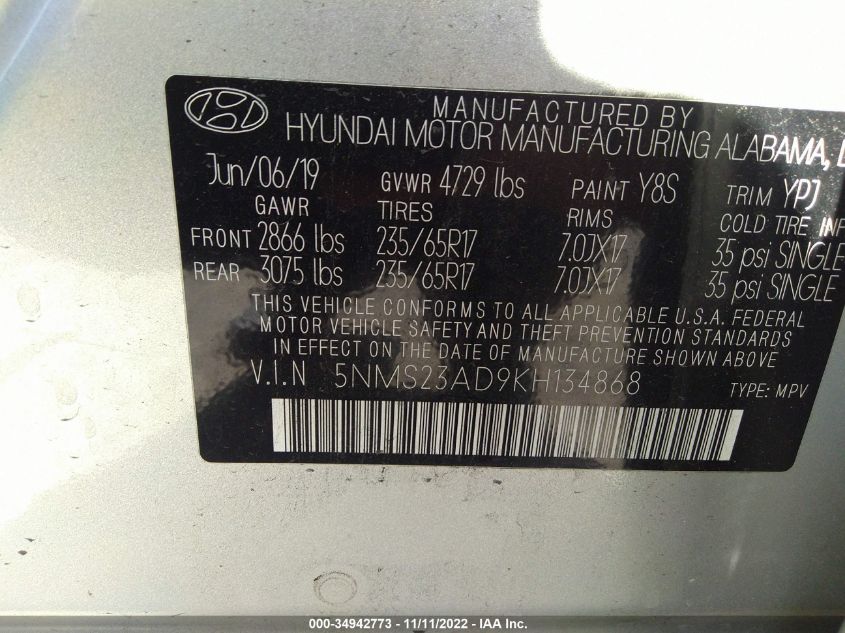 MANUFACTURED BY
HYUNDAI MOTOR MANUFACTURING ALABAMA,
Jun/06/19 GVWR 4729 lbs PAINT Y8S TRIM YPJ
GAWR TIRES RIMS COLD TIRE INF
FRONT 2866 lbs 235/65R17 7.0JX17 35 psi SINGLE
REAR 3075 lbs 235/65R17 7.0JX17 35 psi SINGLE
THIS VEHICLE CONFORMS TO ALL APPLICABLE U.S.A. FEDERAL
MOTOR VEHICLE SAFETY AND THEFT PREVENTION STANDARDS
IN EFFECT ON THE DATE OF MANUFACTURE SHOWN ABOVE.
V.I.N 5NMS23AD9KH134868 TYPE: MPV
000-34942773 - 11/11/2022 - IAA Inc.